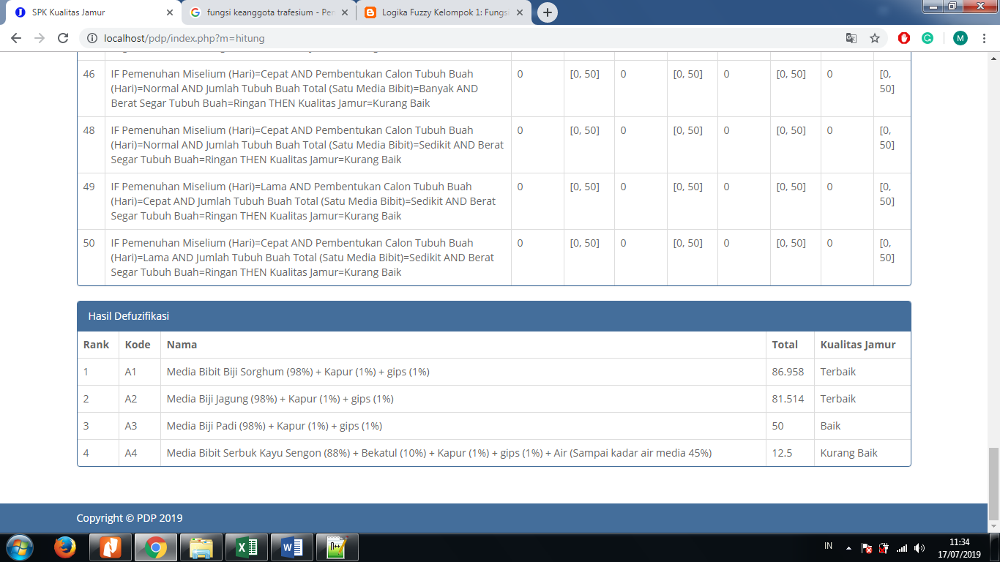 SPK Kualitas Jamur
fungsi keanggota trafesium - Pen
Logika Fuzzy Kelompok 1: Fungsi
localhost/pdp/index.php?m=hitung
M
46 IF Pemenuhan Miselium (Hari)=Cepat AND Pembentukan Calon Tubuh Buah 0 [0, 50] 0 [0, 50] 0 [0, 50] 0 [0,
(Hari)=Normal AND Jumlah Tubuh Buah Total (Satu Media Bibit)=Banyak AND 50]
Berat Segar Tubuh Buah=Ringan THEN Kualitas Jamur=Kurang Baik
48 IF Pemenuhan Miselium (Hari)=Cepat AND Pembentukan Calon Tubuh Buah 0 [0, 50] 0 [0, 50] 0 [0, 50] 0 [0,
(Hari)=Normal AND Jumlah Tubuh Buah Total (Satu Media Bibit)=Sedikit AND Berat 50]
Segar Tubuh Buah=Ringan THEN Kualitas Jamur=Kurang Baik
49 IF Pemenuhan Miselium (Hari)=Lama AND Pembentukan Calon Tubuh Buah 0 [0, 50] 0 [0, 50] 0 [0, 50] 0 [0,
(Hari)=Cepat AND Jumlah Tubuh Buah Total (Satu Media Bibit)=Sedikit AND Berat 50]
Segar Tubuh Buah=Ringan THEN Kualitas Jamur=Kurang Baik
50 IF Pemenuhan Miselium (Hari)=Cepat AND Pembentukan Calon Tubuh Buah 0 [0, 50] 0 [0, 50] 0 [0, 50] 0 [0,
(Hari)=Lama AND Jumlah Tubuh Buah Total (Satu Media Bibit)=Sedikit AND Berat 50]
Segar Tubuh Buah=Ringan THEN Kualitas Jamur=Kurang Baik
Hasil Defuzifikasi
Rank Kode Nama Total Kualitas Jamur
1 A1 Media Bibit Biji Sorghum (98%) + Kapur (1%) + gips (1%) 86.958 Terbaik
2 A2 Media Biji Jagung (98%) + Kapur (1%) + gips (1%) 81.514 Terbaik
3 A3 Media Biji Padi (98%) + Kapur (1%) + gips (1%) 50 Baik
4 A4 Media Bibit Serbuk Kayu Sengon (88%) + Bekatul (10%) + Kapur (1%) + gips (1%) + Air (Sampai kadar air media 45%) 12.5 Kurang Baik
Copyright © PDP 2019
IN
11:34
17/07/2019